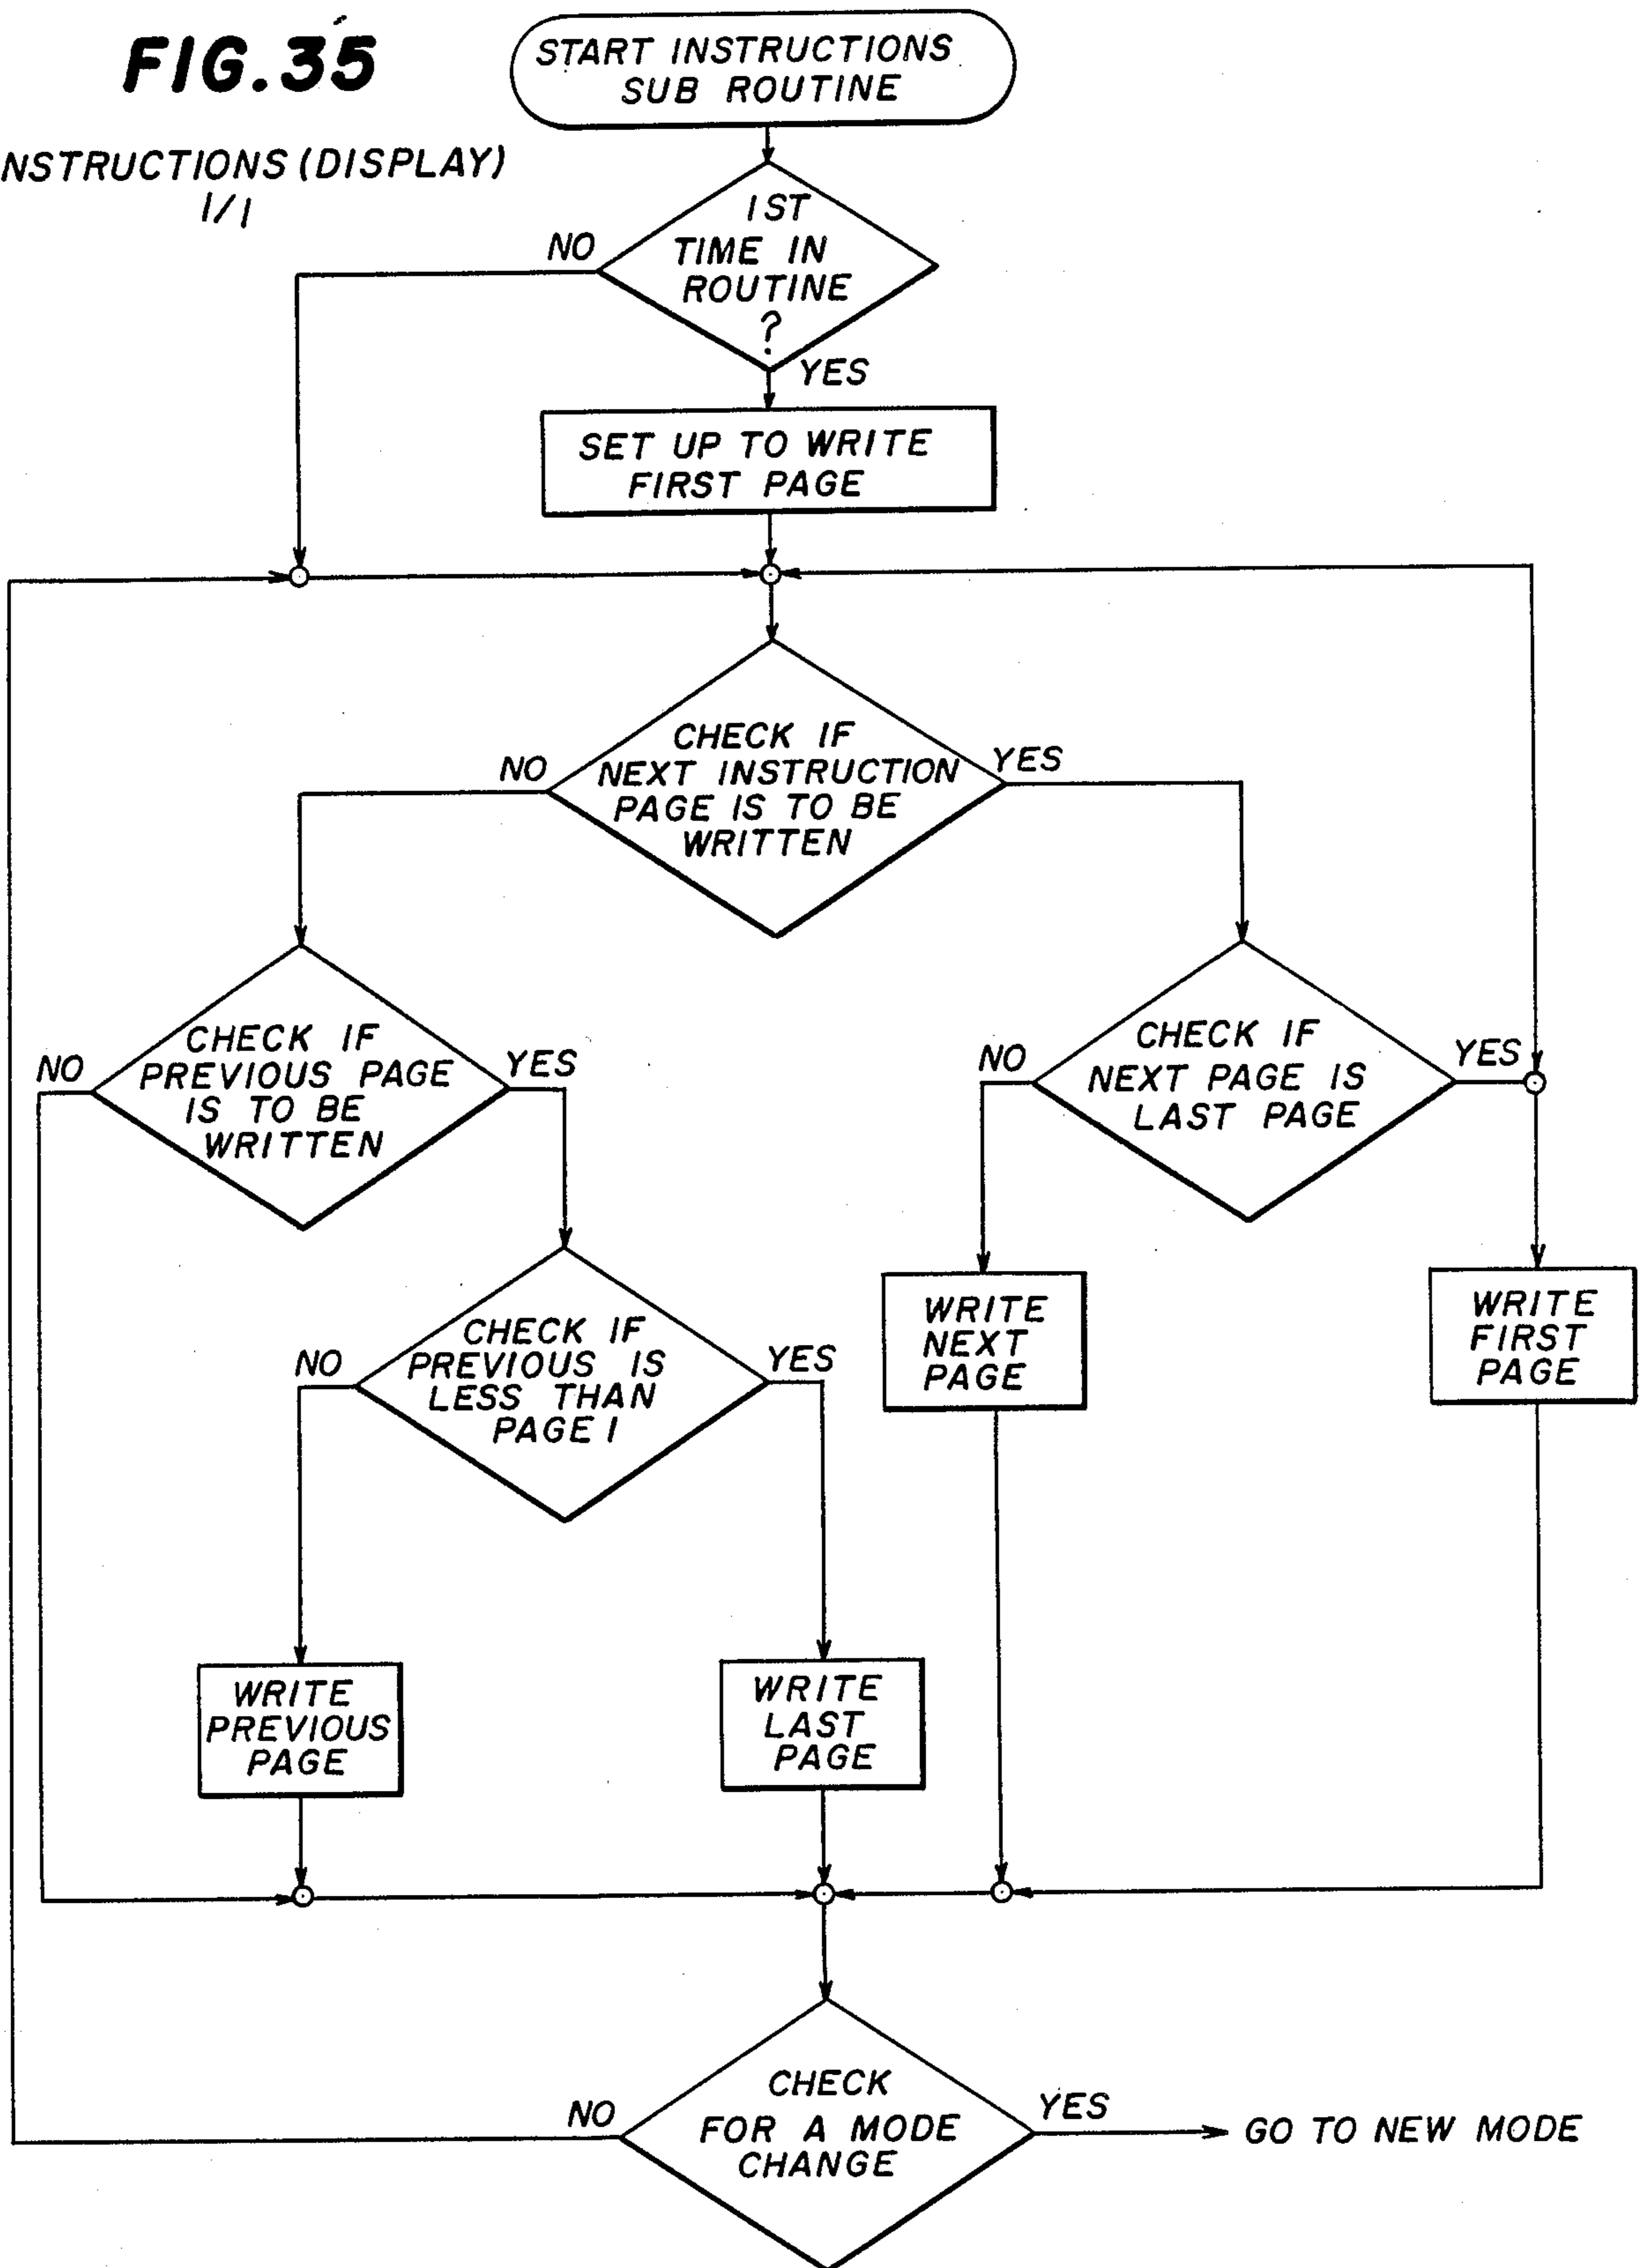 FIG.35
START INSTRUCTIONS
SUB ROUTINE
NSTRUCTIONS (DISPLAY)
1/1
1ST
TIME IN
ROUTINE
?
NO
YES
SET UP TO WRITE
FIRST PAGE
CHECK IF
NEXT INSTRUCTION
PAGE IS TO BE
WRITTEN
NO
YES
CHECK IF
PREVIOUS PAGE
IS TO BE
WRITTEN
NO
YES
CHECK IF
NEXT PAGE IS
LAST PAGE
NO
YES
CHECK IF
PREVIOUS IS
LESS THAN
PAGE 1
NO
YES
WRITE
NEXT
PAGE
WRITE
FIRST
PAGE
WRITE
PREVIOUS
PAGE
WRITE
LAST
PAGE
CHECK
FOR A MODE
CHANGE
NO
YES
GO TO NEW MODE